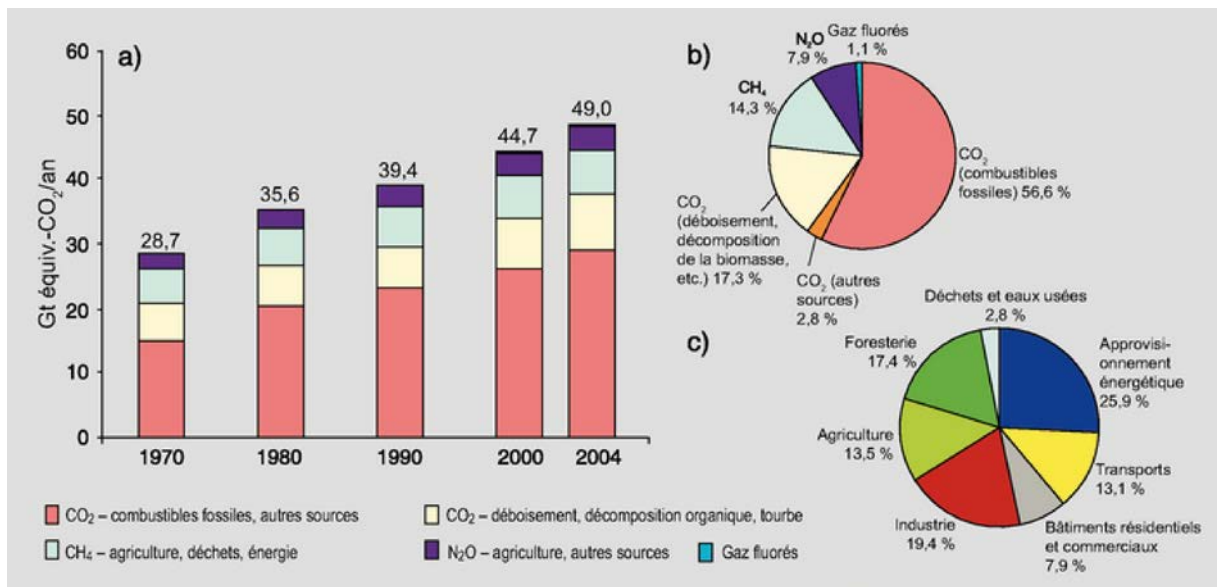 a)
Gt équiv.-CO₂/an
60
50
40
30
20
10
0
28,7
35,6
39,4
44,7
49,0
1970
1980
1990
2000
2004
b)
Gaz fluorés
1,1 %
N₂O
7,9 %
CH₄
14,3 %
CO₂
(combustibles
fossiles) 56,6 %
CO₂
(déboisement,
décomposition
de la biomasse,
etc.) 17,3 %
CO₂ (autres
sources)
2,8 %
c)
Déchets et eaux usées
2,8 %
Foresterie
17,4 %
Approvisi-
onnement
énergétique
25,9 %
Agriculture
13,5 %
Transports
13,1 %
Industrie
19,4 %
Bâtiments résidentiels
et commerciaux
7,9 %
CO₂ – combustibles fossiles, autres sources
CO₂ – déboisement, décomposition organique, tourbe
CH₄ – agriculture, déchets, énergie
N₂O – agriculture, autres sources
Gaz fluorés